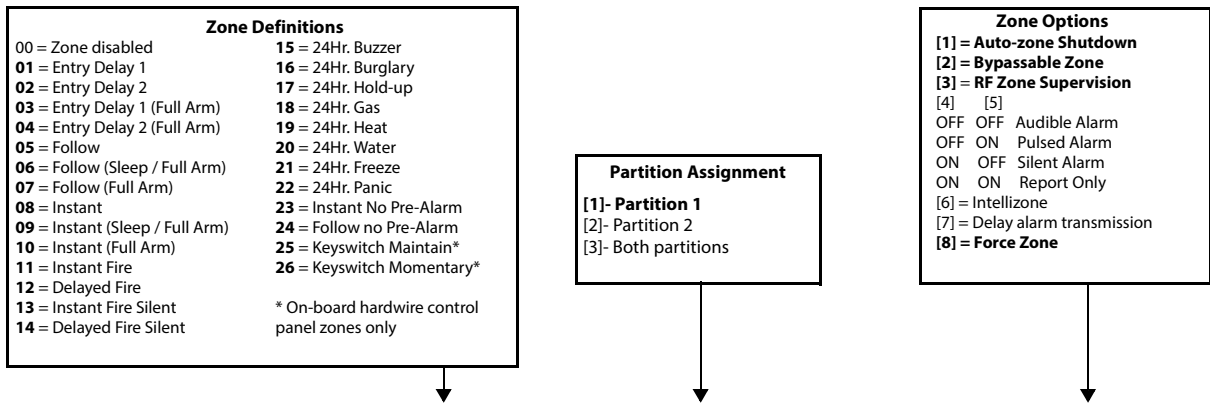 Zone Definitions
00 = Zone disabled
01 = Entry Delay 1
02 = Entry Delay 2
03 = Entry Delay 1 (Full Arm)
04 = Entry Delay 2 (Full Arm)
05 = Follow
06 = Follow (Sleep / Full Arm)
07 = Follow (Full Arm)
08 = Instant
09 = Instant (Sleep / Full Arm)
10 = Instant (Full Arm)
11 = Instant Fire
12 = Delayed Fire
13 = Instant Fire Silent
14 = Delayed Fire Silent
15 = 24Hr. Buzzer
16 = 24Hr. Burglary
17 = 24Hr. Hold-up
18 = 24Hr. Gas
19 = 24Hr. Heat
20 = 24Hr. Water
21 = 24Hr. Freeze
22 = 24Hr. Panic
23 = Instant No Pre-Alarm
24 = Follow no Pre-Alarm
25 = Keyswitch Maintain*
26 = Keyswitch Momentary*
* On-board hardwire control
panel zones only
Partition Assignment
[1]- Partition 1
[2]- Partition 2
[3]- Both partitions
Zone Options
[1] = Auto-zone Shutdown
[2] = Bypassable Zone
[3] = RF Zone Supervision
[4] [5]
OFF OFF Audible Alarm
OFF ON Pulsed Alarm
ON OFF Silent Alarm
ON ON Report Only
[6] = Intellizone
[7] = Delay alarm transmission
[8] = Force Zone